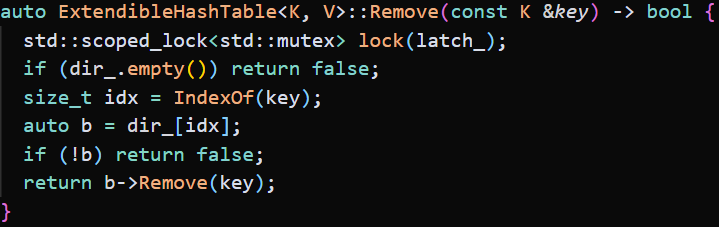 auto ExtendibleHashTable<K, V>::Remove(const K &key) -> bool {
  std::scoped_lock<std::mutex> lock(latch_);
  if (dir_.empty()) return false;
  size_t idx = IndexOf(key);
  auto b = dir_[idx];
  if (!b) return false;
  return b->Remove(key);
}